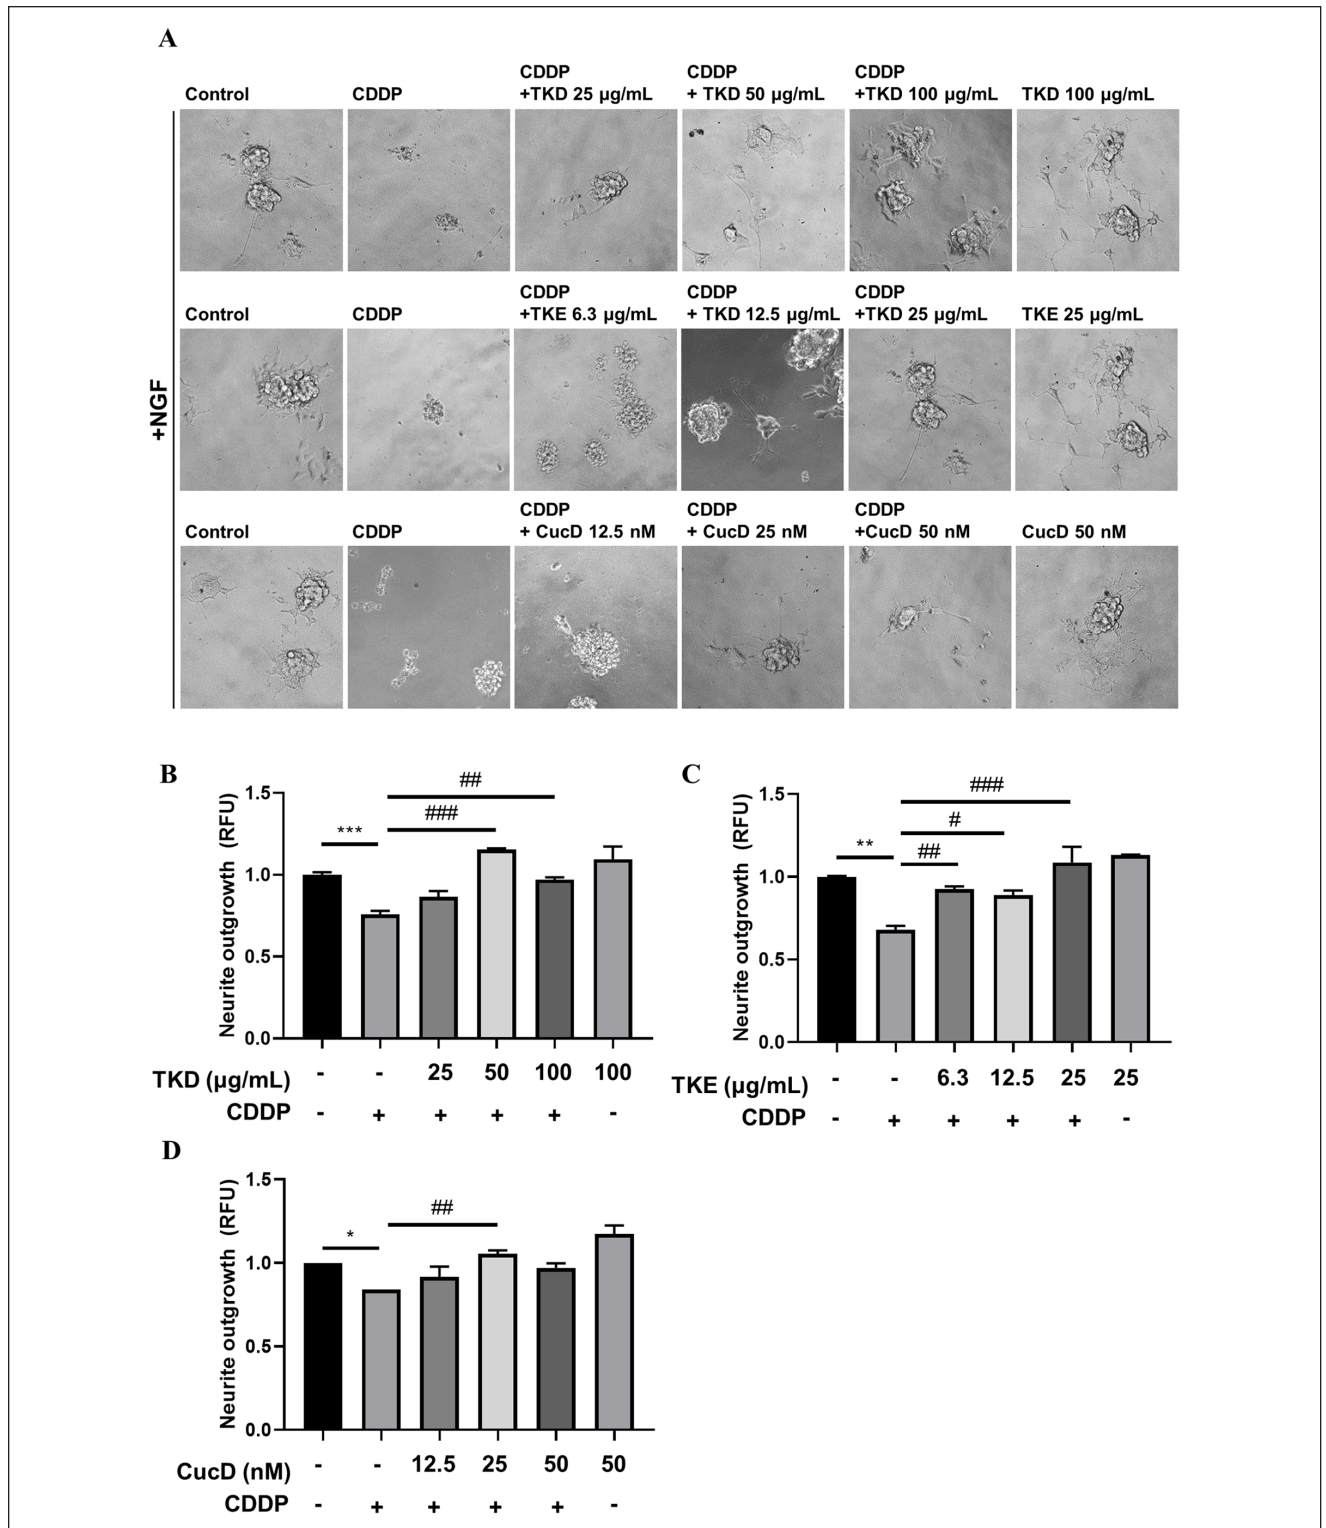 A
Control
CDDP
CDDP
+TKD 25 µg/mL
CDDP
+ TKD 50 µg/mL
CDDP
+TKD 100 µg/mL
TKD 100 µg/mL
+NGF
Control
CDDP
CDDP
+TKE 6.3 µg/mL
CDDP
+ TKD 12.5 µg/mL
CDDP
+TKD 25 µg/mL
TKE 25 µg/mL
Control
CDDP
CDDP
+ CucD 12.5 nM
CDDP
+ CucD 25 nM
CDDP
+CucD 50 nM
CucD 50 nM
B
Neurite outgrowth (RFU)
1.5
1.0
0.5
0.0
***
###
##
TKD (µg/mL) - - 25 50 100 100
CDDP - + + + + -
C
Neurite outgrowth (RFU)
1.5
1.0
0.5
0.0
**
##
#
###
TKE (µg/mL) - - 6.3 12.5 25 25
CDDP - + + + + -
D
Neurite outgrowth (RFU)
1.5
1.0
0.5
0.0
*
##
CucD (nM) - - 12.5 25 50 50
CDDP - + + + + -